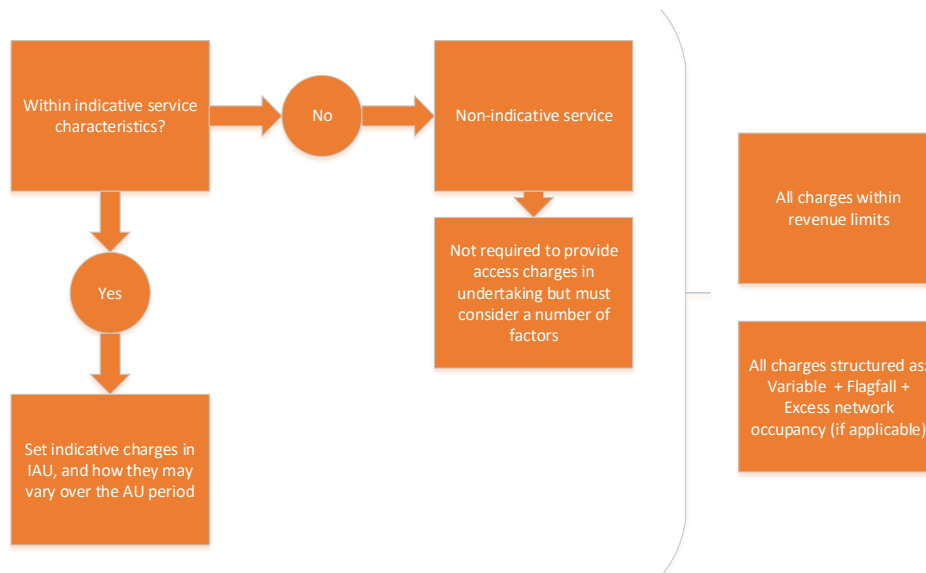 Within indicative service
characteristics?
No
Non-indicative service
Yes
Not required to provide
access charges in
undertaking but must
consider a number of
factors
Set indicative charges in
IAU, and how they may
vary over the AU period
All charges within
revenue limits
All charges structured as:
Variable + Flagfall +
Excess network
occupancy (if applicable)